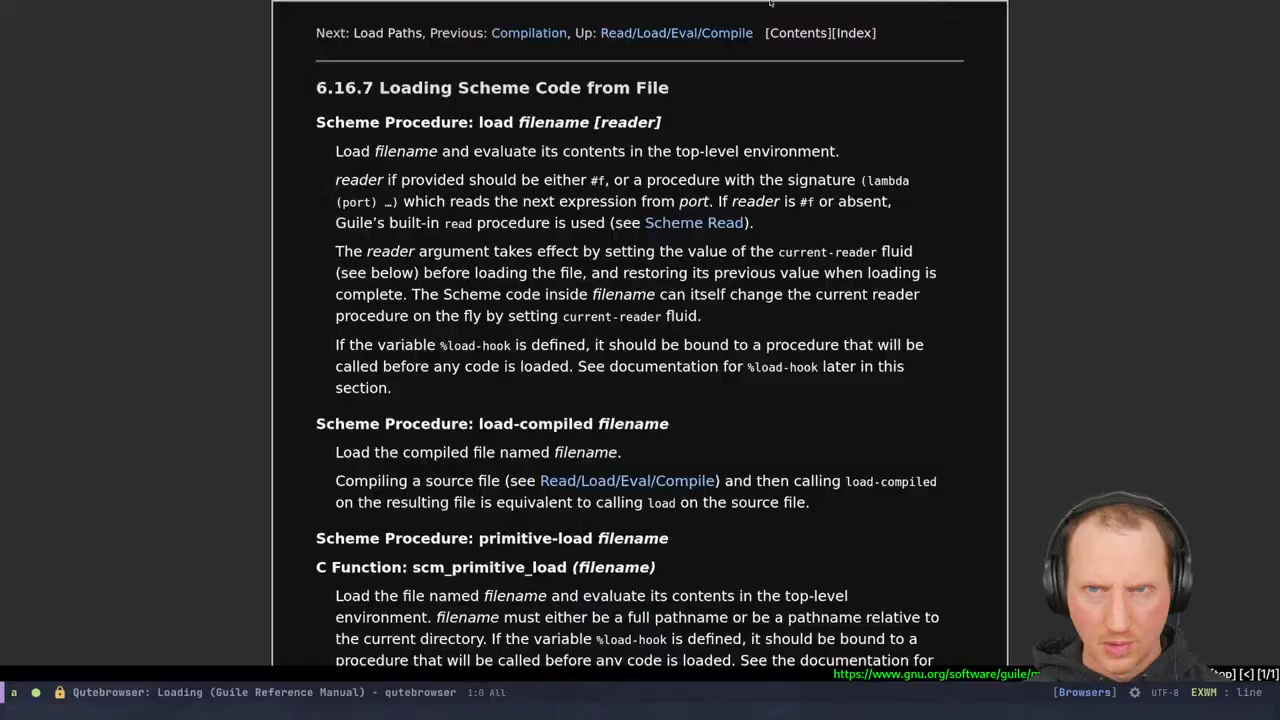 Next: Load Paths, Previous: Compilation, Up: Read/Load/Eval/Compile   [Contents][Index]
6.16.7 Loading Scheme Code from File
Scheme Procedure: load filename [reader]
Load filename and evaluate its contents in the top-level environment.
reader if provided should be either #f, or a procedure with the signature (lambda
(port) …) which reads the next expression from port. If reader is #f or absent,
Guile’s built-in read procedure is used (see Scheme Read).
The reader argument takes effect by setting the value of the current-reader fluid
(see below) before loading the file, and restoring its previous value when loading is
complete. The Scheme code inside filename can itself change the current reader
procedure on the fly by setting current-reader fluid.
If the variable %load-hook is defined, it should be bound to a procedure that will be
called before any code is loaded. See documentation for %load-hook later in this
section.
Scheme Procedure: load-compiled filename
Load the compiled file named filename.
Compiling a source file (see Read/Load/Eval/Compile) and then calling load-compiled
on the resulting file is equivalent to calling load on the source file.
Scheme Procedure: primitive-load filename
C Function: scm_primitive_load (filename)
Load the file named filename and evaluate its contents in the top-level
environment. filename must either be a full pathname or be a pathname relative to
the current directory. If the variable %load-hook is defined, it should be bound to a
procedure that will be called before any code is loaded. See the documentation for
https://www.gnu.org/software/guile/m [<] [1/1]
a Qutebrowser: Loading (Guile Reference Manual) - qutebrowser 1:0 All [Browsers] UTF-8 EXWM : line